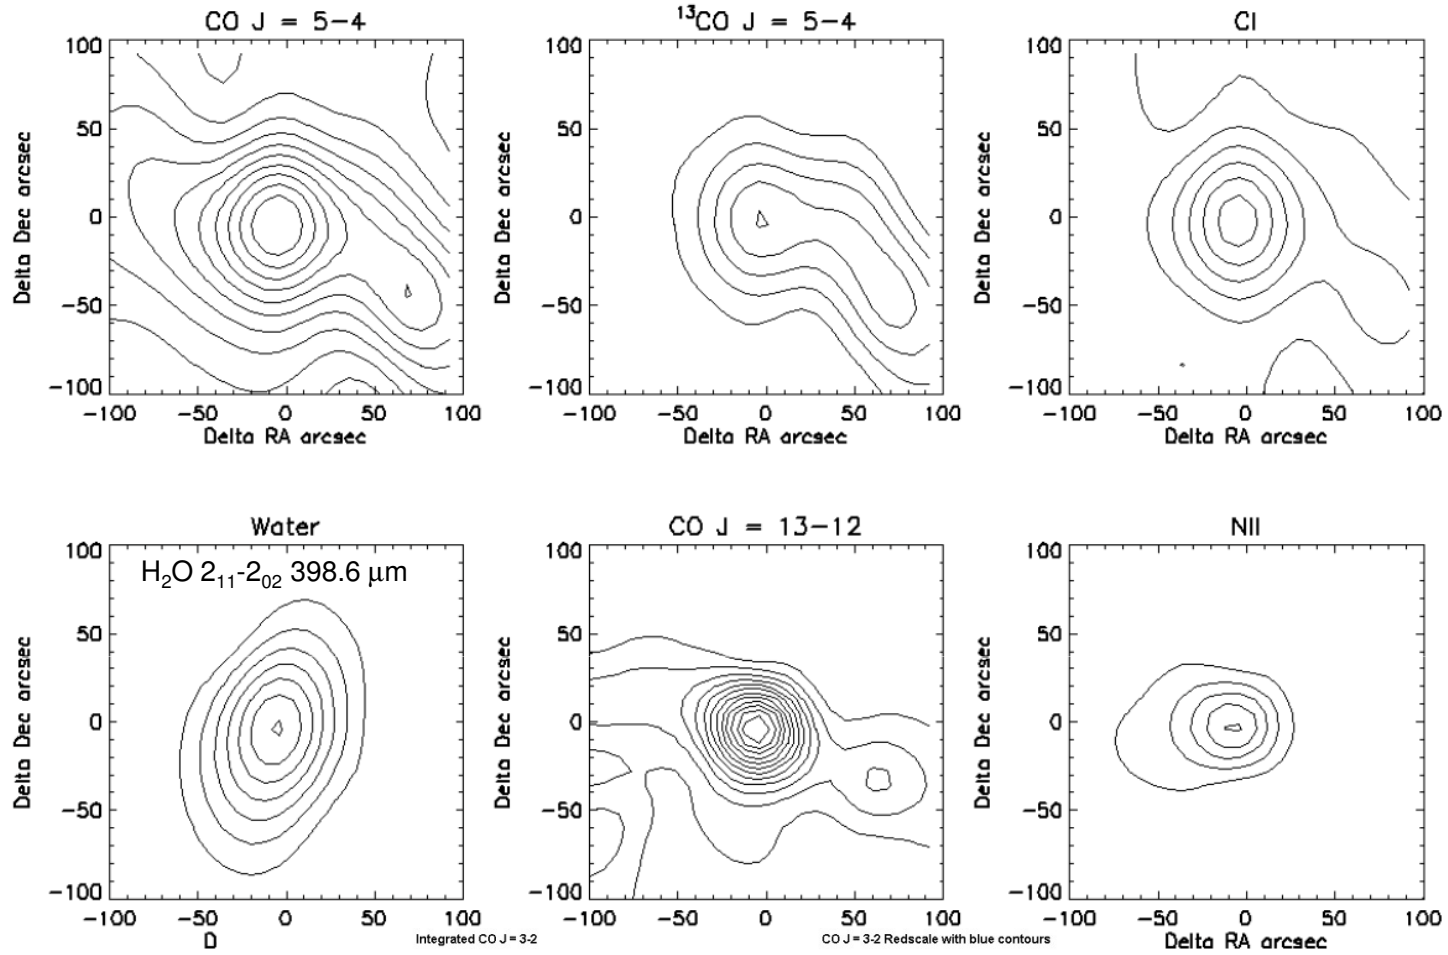 CO J = 5-4
100
50
0
-50
-100
-100 -50 0 50 100
Delta RA arcsec
Delta Dec arcsec
¹³CO J = 5-4
100
50
0
-50
-100
-100 -50 0 50 100
Delta RA arcsec
Delta Dec arcsec
CI
100
50
0
-50
-100
-100 -50 0 50 100
Delta RA arcsec
Delta Dec arcsec
Water
H₂O 2₁₁-2₀₂ 398.6 μm
100
50
0
-50
-100
-100 -50 0 50 100
D
Delta Dec arcsec
Integrated CO J = 3-2
CO J = 13-12
100
50
0
-50
-100
-100 -50 0 50 100
Delta Dec arcsec
CO J = 3-2 Redscale with blue contours
NII
100
50
0
-50
-100
-100 -50 0 50 100
Delta RA arcsec
Delta Dec arcsec